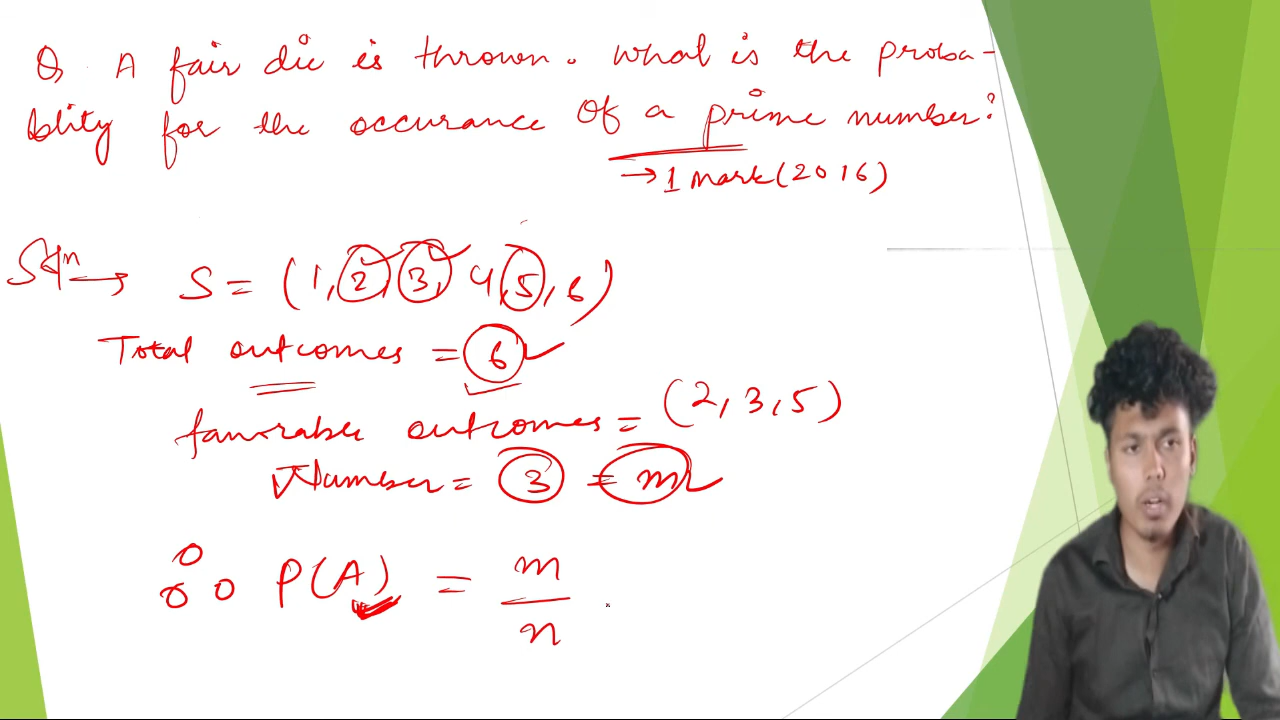 Q. A fair die is thrown. What is the proba-
blity for the occurance of a prime number?
→ 1 mark (2016)
Sol^n → S = (1, 2, 3, 4, 5, 6)
Total outcomes = 6
favorable outcomes = (2, 3, 5)
Number = 3 = m
∴ P(A) = m/n